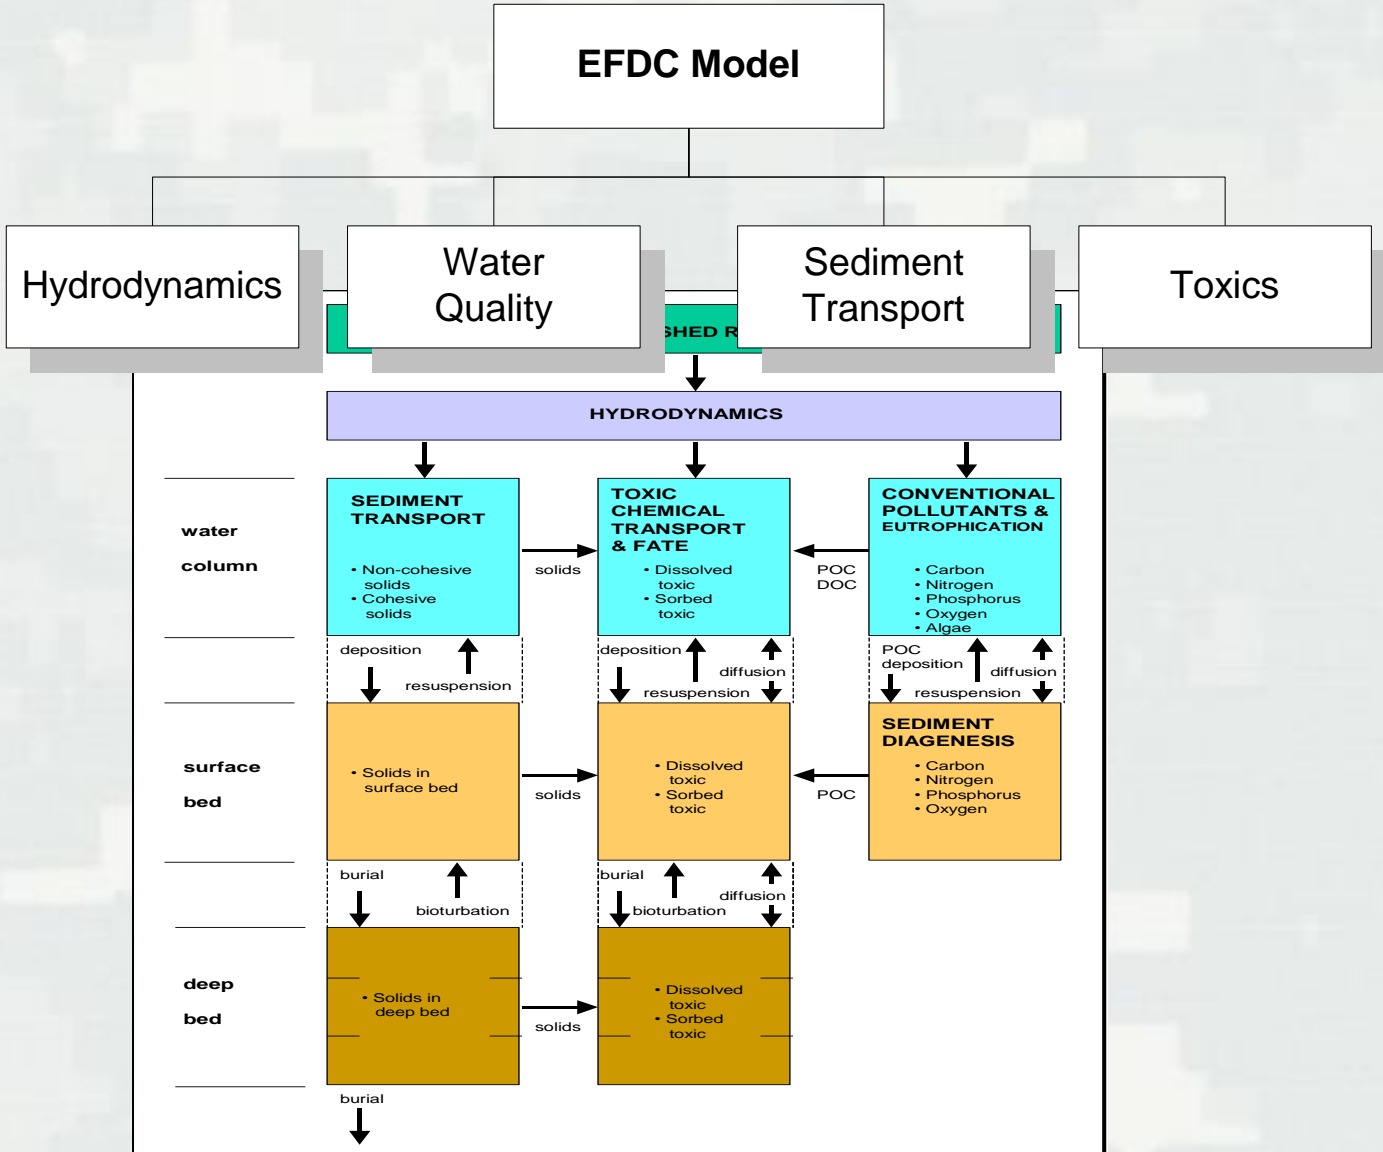 EFDC Model
Hydrodynamics
Water
Quality
Sediment
Transport
Toxics
HYDRODYNAMICS
water
column
SEDIMENT
TRANSPORT
• Non-cohesive
solids
• Cohesive
solids
solids
TOXIC
CHEMICAL
TRANSPORT
& FATE
• Dissolved
toxic
• Sorbed
toxic
POC
DOC
CONVENTIONAL
POLLUTANTS &
EUTROPHICATION
• Carbon
• Nitrogen
• Phosphorus
• Oxygen
• Algae
deposition
resuspension
deposition
diffusion
resuspension
POC
deposition
diffusion
resuspension
surface
bed
• Solids in
surface bed
solids
• Dissolved
toxic
• Sorbed
toxic
POC
SEDIMENT
DIAGENESIS
• Carbon
• Nitrogen
• Phosphorus
• Oxygen
burial
bioturbation
burial
diffusion
bioturbation
deep
bed
• Solids in
deep bed
solids
• Dissolved
toxic
• Sorbed
toxic
burial